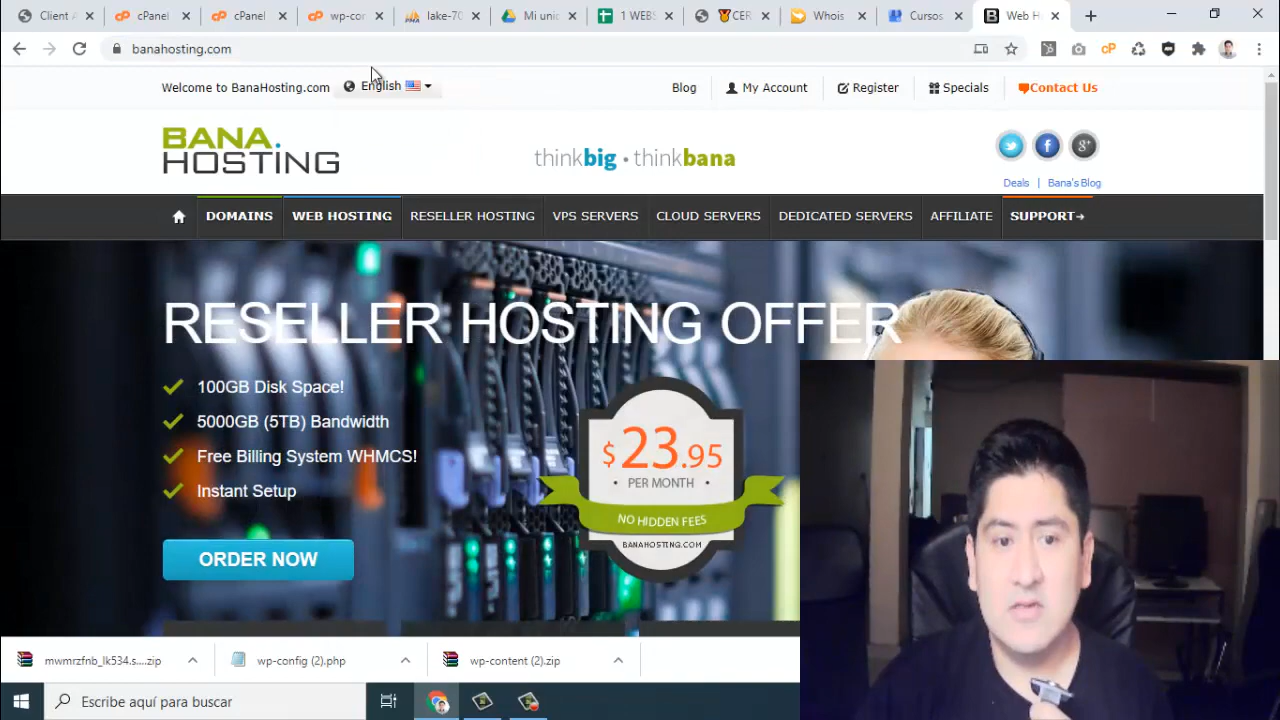 Client A
cPanel
cPanel
wp-cor
lake-70
Mi unic
1 WEBS
CER
Whois
Cursos
Web H
banahosting.com
Welcome to BanaHosting.com
English
Blog
My Account
Register
Specials
Contact Us
BANA.
HOSTING
thinkbig • thinkbana
Deals | Bana's Blog
DOMAINS
WEB HOSTING
RESELLER HOSTING
VPS SERVERS
CLOUD SERVERS
DEDICATED SERVERS
AFFILIATE
SUPPORT
RESELLER HOSTING OFFER
100GB Disk Space!
5000GB (5TB) Bandwidth
Free Billing System WHMCS!
Instant Setup
$23.95
• PER MONTH •
NO HIDDEN FEES
BANAHOSTING.COM
ORDER NOW
mwmrzfnb_lk534.s....zip
wp-config (2).php
wp-content (2).zip
Escribe aquí para buscar